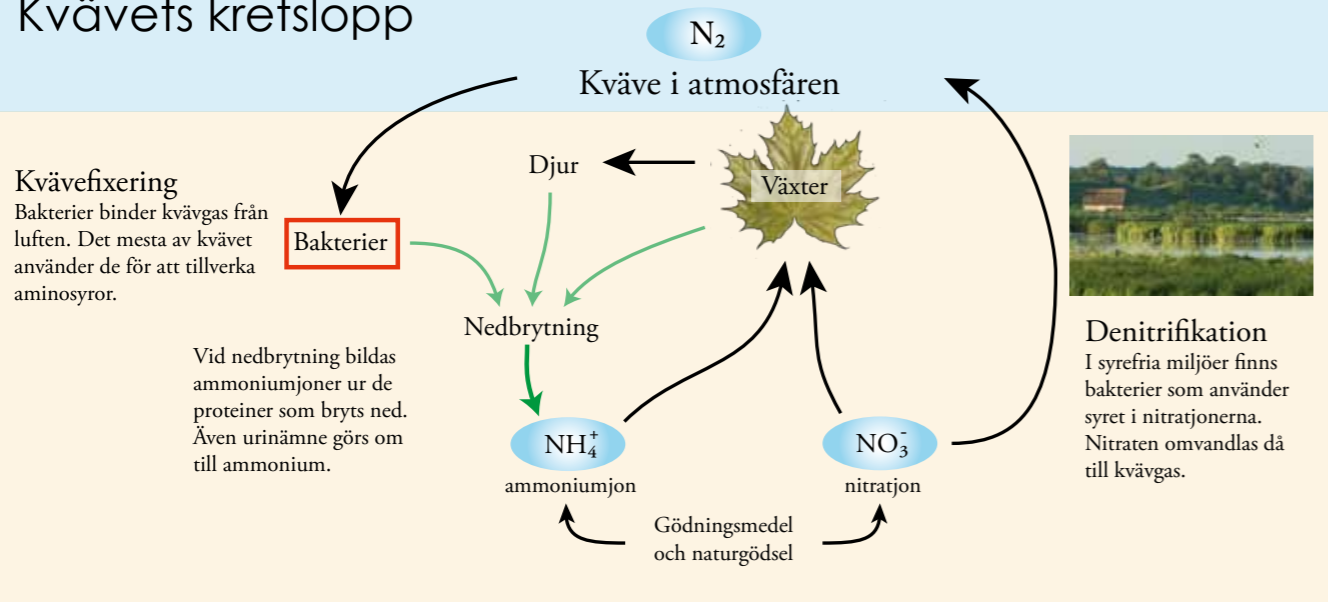 Kvävets kretslopp
N₂
Kväve i atmosfären
Djur
Växter
Kvävefixering
Bakterier binder kvävgas från
luften. Det mesta av kvävet
använder de för att tillverka
aminosyror.
Bakterier
Nedbrytning
Vid nedbrytning bildas
ammoniumjoner ur de
proteiner som bryts ned.
Även urinämne görs om
till ammonium.
NH₄⁺
ammoniumjon
NO₃⁻
nitratjon
Gödningsmedel
och naturgödsel
Denitrifikation
I syrefria miljöer finns
bakterier som använder
syret i nitratjonerna.
Nitraten omvandlas då
till kvävgas.